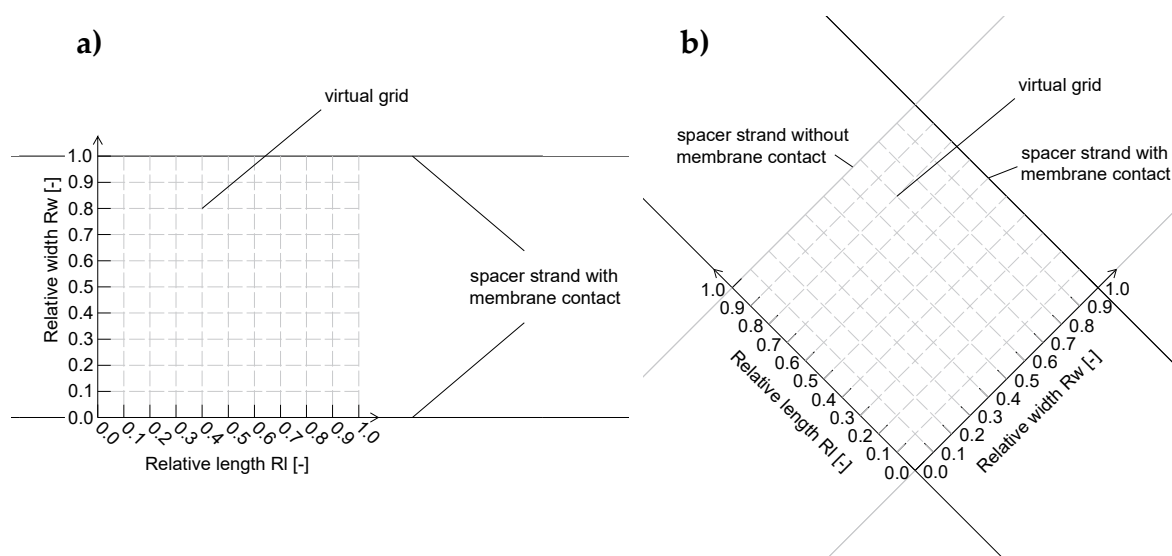 a)
virtual grid
1.0
0.9
0.8
0.7
0.6
0.5
0.4
0.3
0.2
0.1
0.0
Relative width Rw [-]
0.0 0.1 0.2 0.3 0.4 0.5 0.6 0.7 0.8 0.9 1.0
Relative length Rl [-]
spacer strand with
membrane contact
b)
virtual grid
spacer strand without
membrane contact
spacer strand with
membrane contact
1.0
0.9
0.8
0.7
0.6
0.5
0.4
0.3
0.2
0.1
0.0
Relative length Rl [-]
0.0
0.1
0.2
0.3
0.4
0.5
0.6
0.7
0.8
0.9
1.0
Relative width Rw [-]